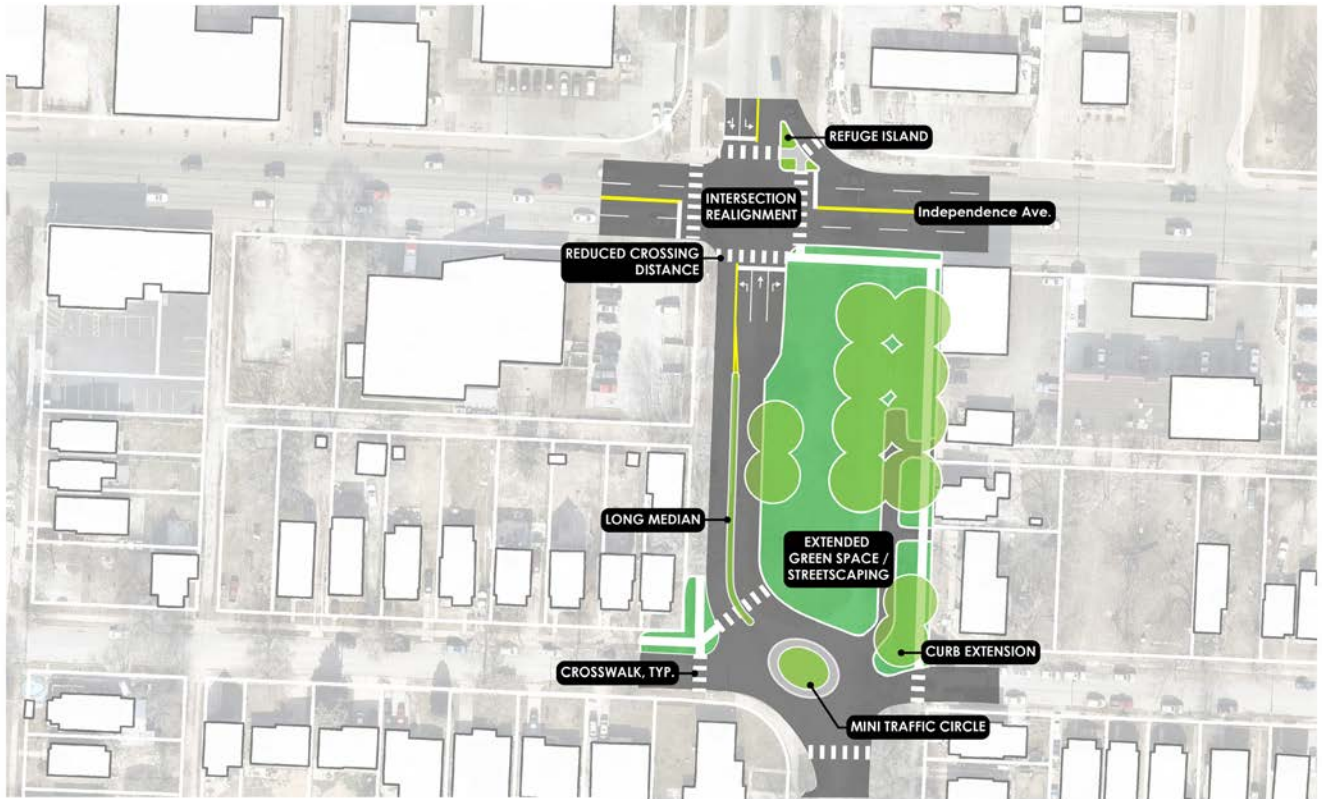 REFUGE ISLAND
INTERSECTION
REALIGNMENT
Independence Ave.
REDUCED CROSSING
DISTANCE
LONG MEDIAN
EXTENDED
GREEN SPACE /
STREETSCAPING
CURB EXTENSION
CROSSWALK, TYP.
MINI TRAFFIC CIRCLE